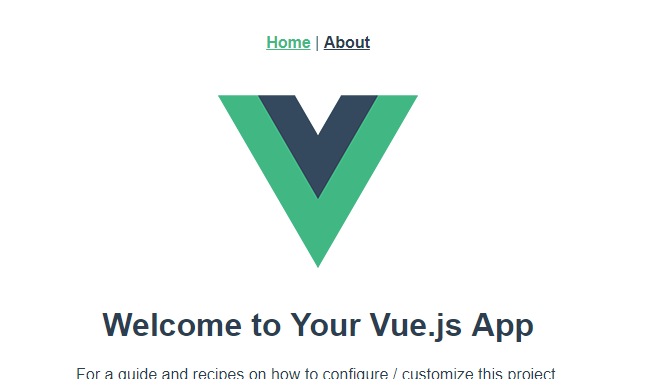 Home | About
Welcome to Your Vue.js App
For a guide and recipes on how to configure / customize this project